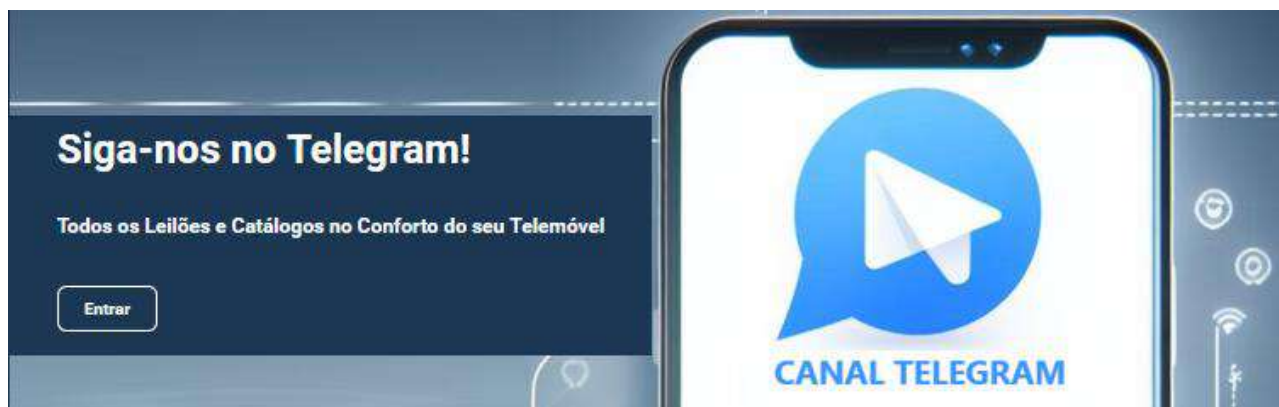 Siga-nos no Telegram!
Todos os Leilões e Catálogos no Conforto do seu Telemóvel
Entrar
CANAL TELEGRAM